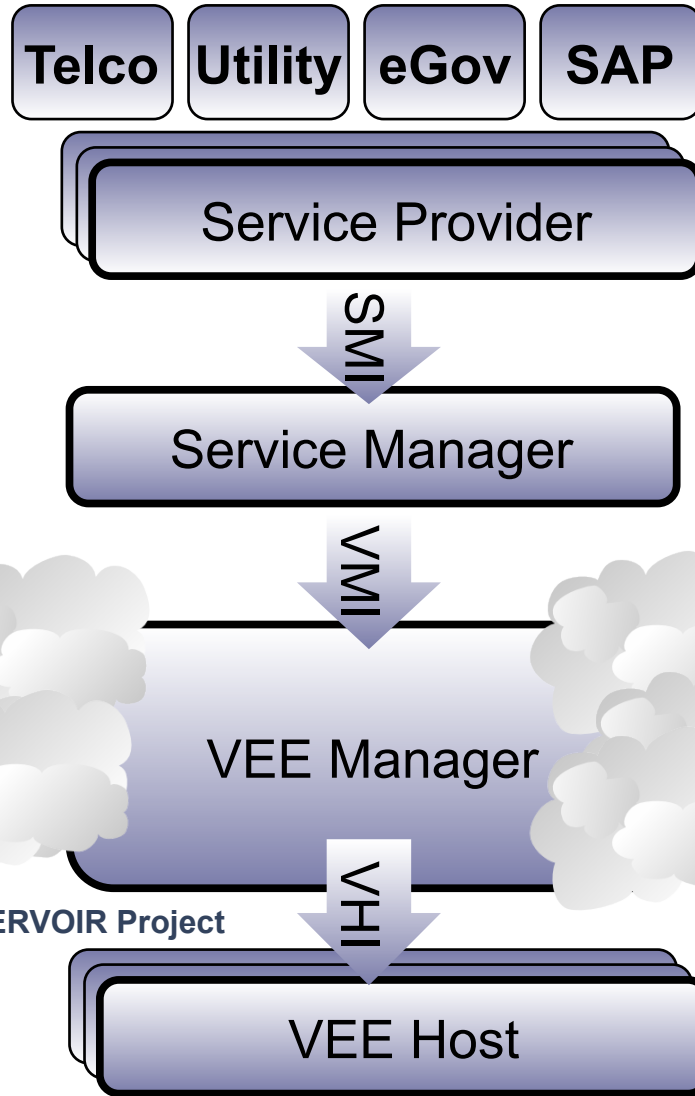 Telco Utility eGov SAP
Service Provider
SMI
Service Manager
VMI
VEE Manager
VHI
ERVOIR Project
VEE Host